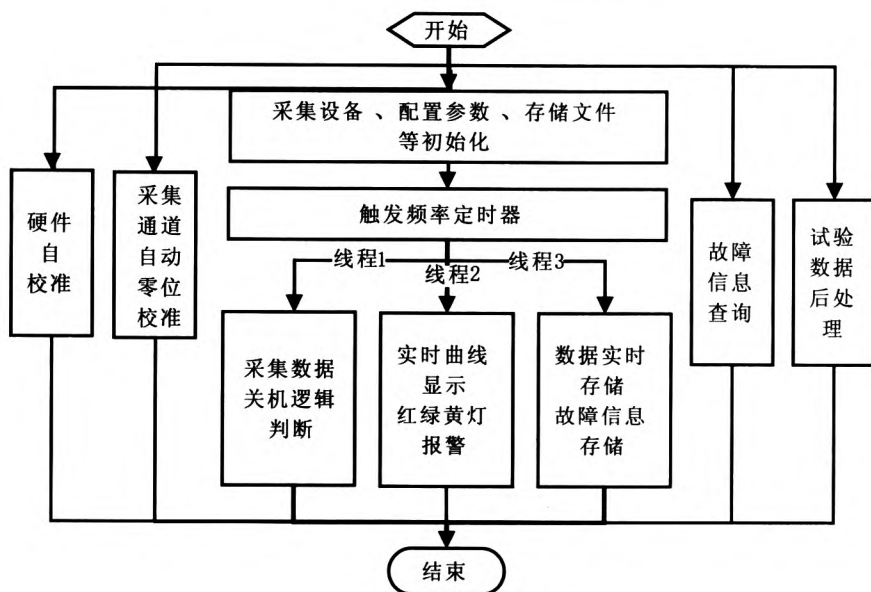 开始
采集设备、配置参数、存储文件
等初始化
触发频率定时器
线程1
线程2
线程3
硬件
自
校准
采集
通道
自动
零位
校准
采集数据
关机逻辑
判断
实时曲线
显示
红绿黄灯
报警
数据实时
存储
故障信息
存储
故障
信息
查询
试验
数据
后处
理
结束